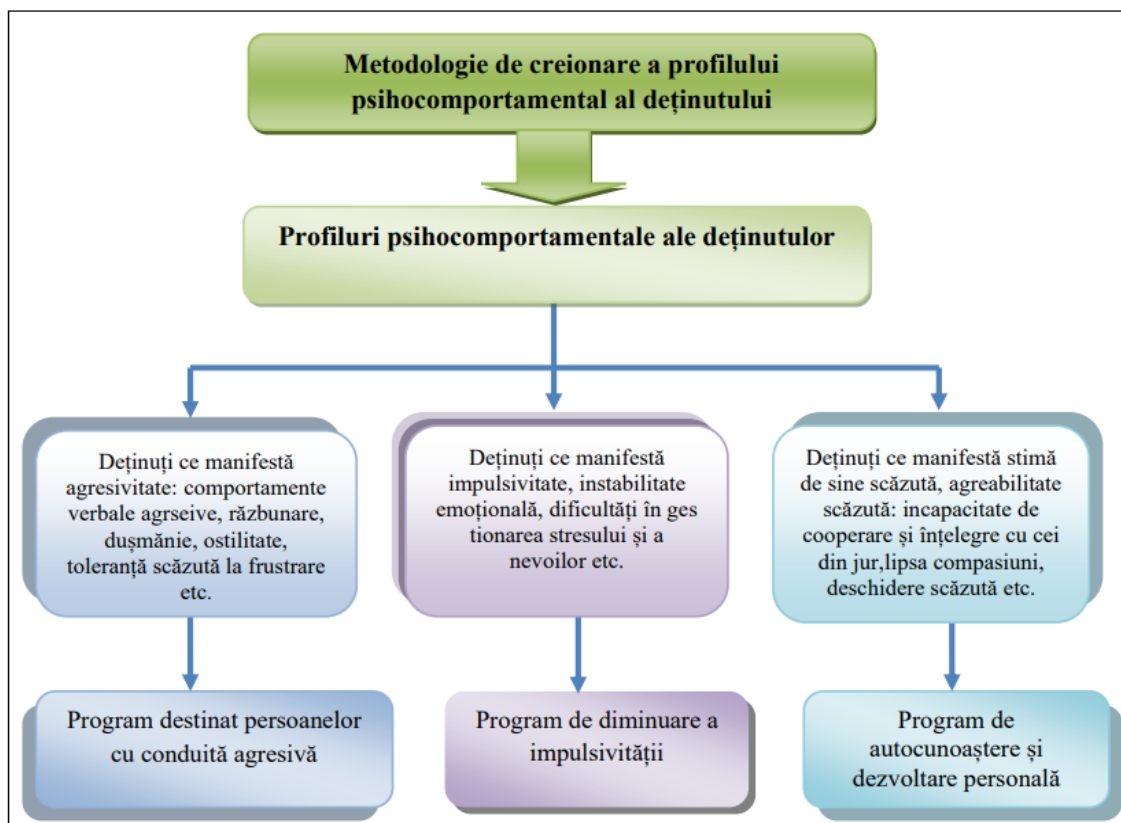 Metodologie de creionare a profilului
psihocomportamental al deținutului
Profiluri psihocomportamentale ale deținutulor
Deținuți ce manifestă
agresivitate: comportamente
verbale agrseive, răzbunare,
dușmănie, ostilitate,
toleranță scăzută la frustrare
etc.
Deținuți ce manifestă
impulsivitate, instabilitate
emoțională, dificultăți în ges
tionarea stresului și a
nevoilor etc.
Deținuți ce manifestă stimă
de sine scăzută, agreabilitate
scăzută: incapacitate de
cooperare și înțelegre cu cei
din jur,lipsa compasiuni,
deschidere scăzută etc.
Program destinat persoanelor
cu conduită agresivă
Program de diminuare a
impulsivității
Program de
autocunoaștere și
dezvoltare personală